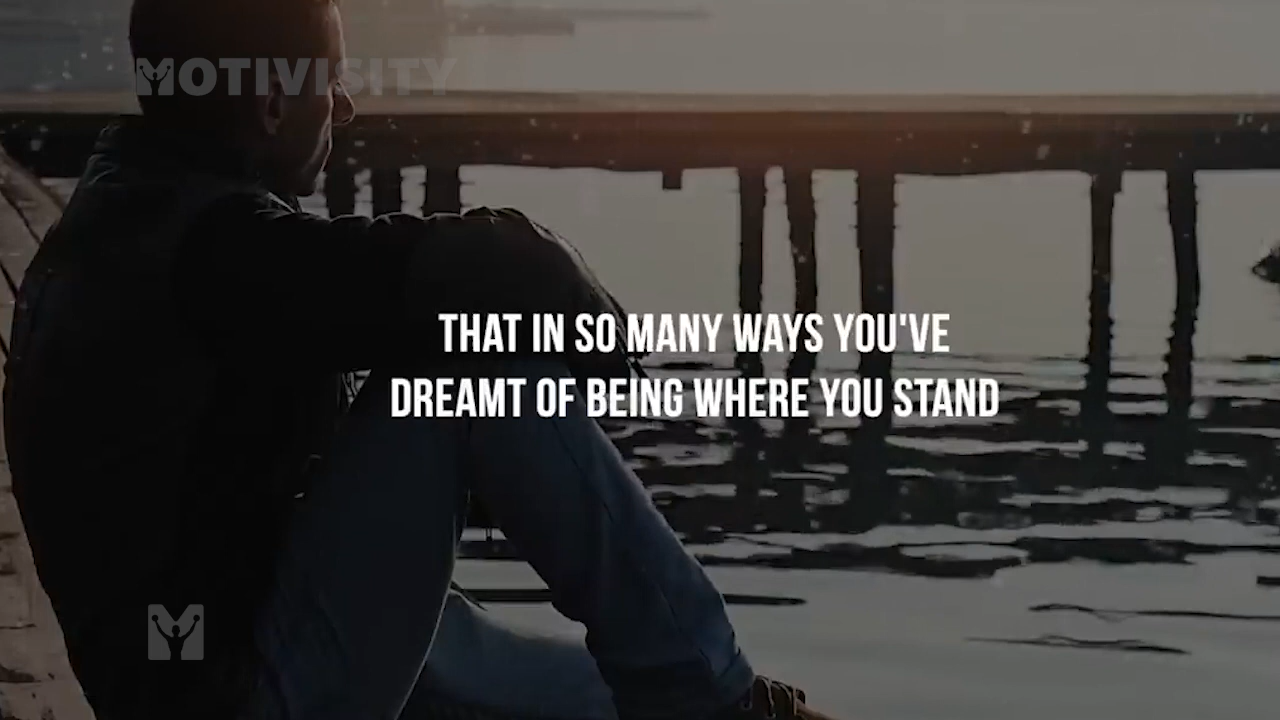 MOTIVISITY
THAT IN SO MANY WAYS YOU'VE
DREAMT OF BEING WHERE YOU STAND